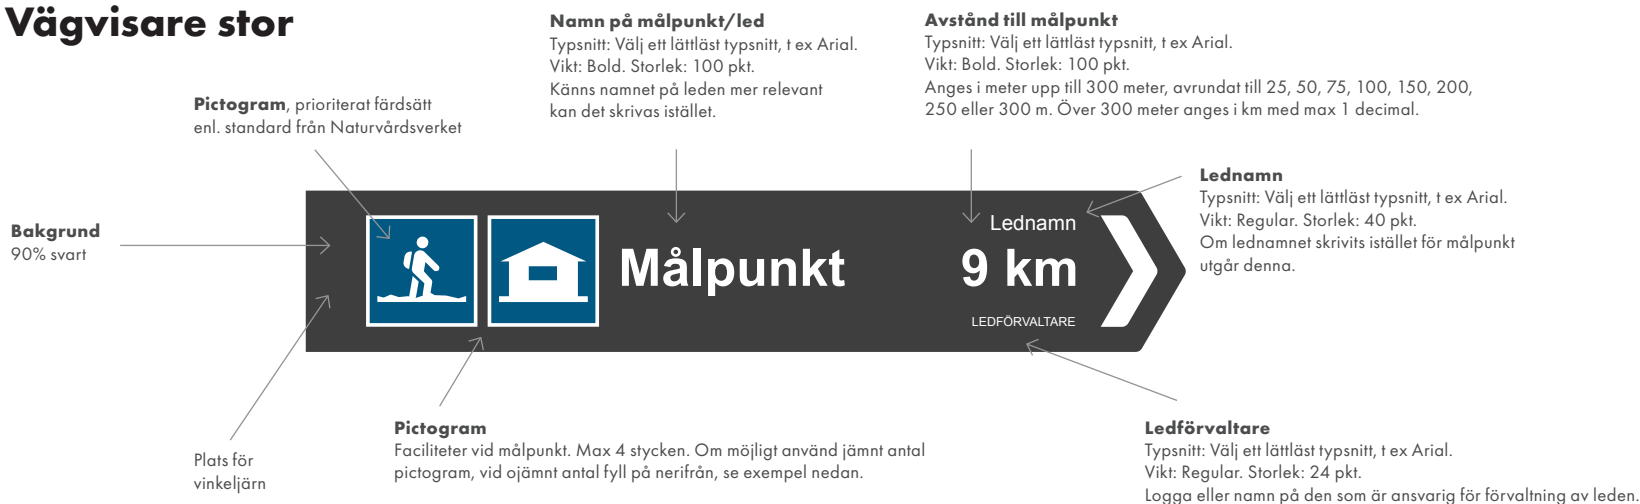 Vägvisare stor
Namn på målpunkt/led
Typsnitt: Välj ett lättläst typsnitt, t ex Arial.
Vikt: Bold. Storlek: 100 pkt.
Känns namnet på leden mer relevant
kan det skrivas istället.
Avstånd till målpunkt
Typsnitt: Välj ett lättläst typsnitt, t ex Arial.
Vikt: Bold. Storlek: 100 pkt.
Anges i meter upp till 300 meter, avrundat till 25, 50, 75, 100, 150, 200,
250 eller 300 m. Över 300 meter anges i km med max 1 decimal.
Pictogram, prioriterat färdsätt
enl. standard från Naturvårdsverket
Lednamn
Typsnitt: Välj ett lättläst typsnitt, t ex Arial.
Vikt: Regular. Storlek: 40 pkt.
Om lednamnet skrivits istället för målpunkt
utgår denna.
Bakgrund
90% svart
Lednamn
Målpunkt
9 km
LEDFÖRVALTARE
Plats för
vinkeljärn
Pictogram
Faciliteter vid målpunkt. Max 4 stycken. Om möjligt använd jämnt antal
pictogram, vid ojämnt antal fyll på nerifrån, se exempel nedan.
Ledförvaltare
Typsnitt: Välj ett lättläst typsnitt, t ex Arial.
Vikt: Regular. Storlek: 24 pkt.
Logga eller namn på den som är ansvarig för förvaltning av leden.